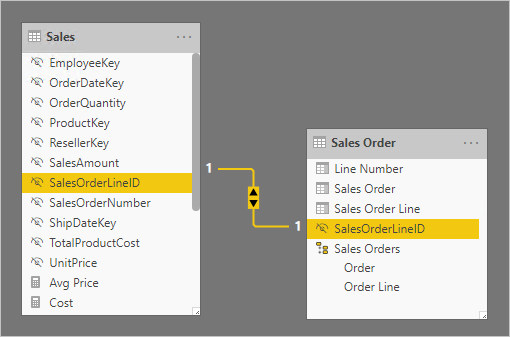 Sales
EmployeeKey
OrderDateKey
OrderQuantity
ProductKey
ResellerKey
SalesAmount
SalesOrderLineID
SalesOrderNumber
ShipDateKey
TotalProductCost
UnitPrice
Avg Price
Cost
1
1
Sales Order
Line Number
Sales Order
Sales Order Line
SalesOrderLineID
Sales Orders
Order
Order Line